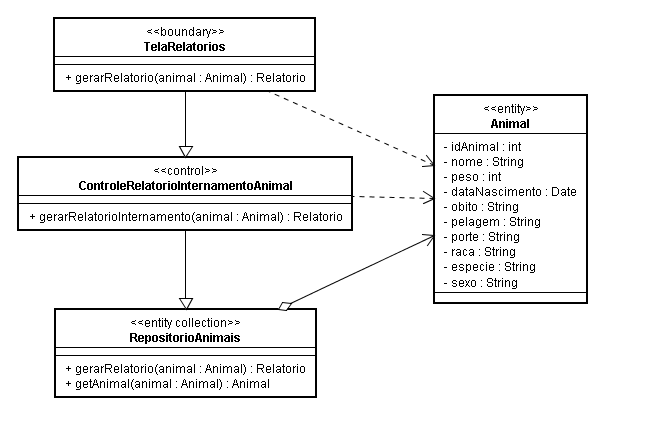 <<boundary>>
TelaRelatorios
+ gerarRelatorio(animal : Animal) : Relatorio
<<control>>
ControleRelatorioInternamentoAnimal
+ gerarRelatorioInternamento(animal : Animal) : Relatorio
<<entity collection>>
RepositorioAnimais
+ gerarRelatorio(animal : Animal) : Relatorio
+ getAnimal(animal : Animal) : Animal
<<entity>>
Animal
- idAnimal : int
- nome : String
- peso : int
- dataNascimento : Date
- obito : String
- pelagem : String
- porte : String
- raca : String
- especie : String
- sexo : String